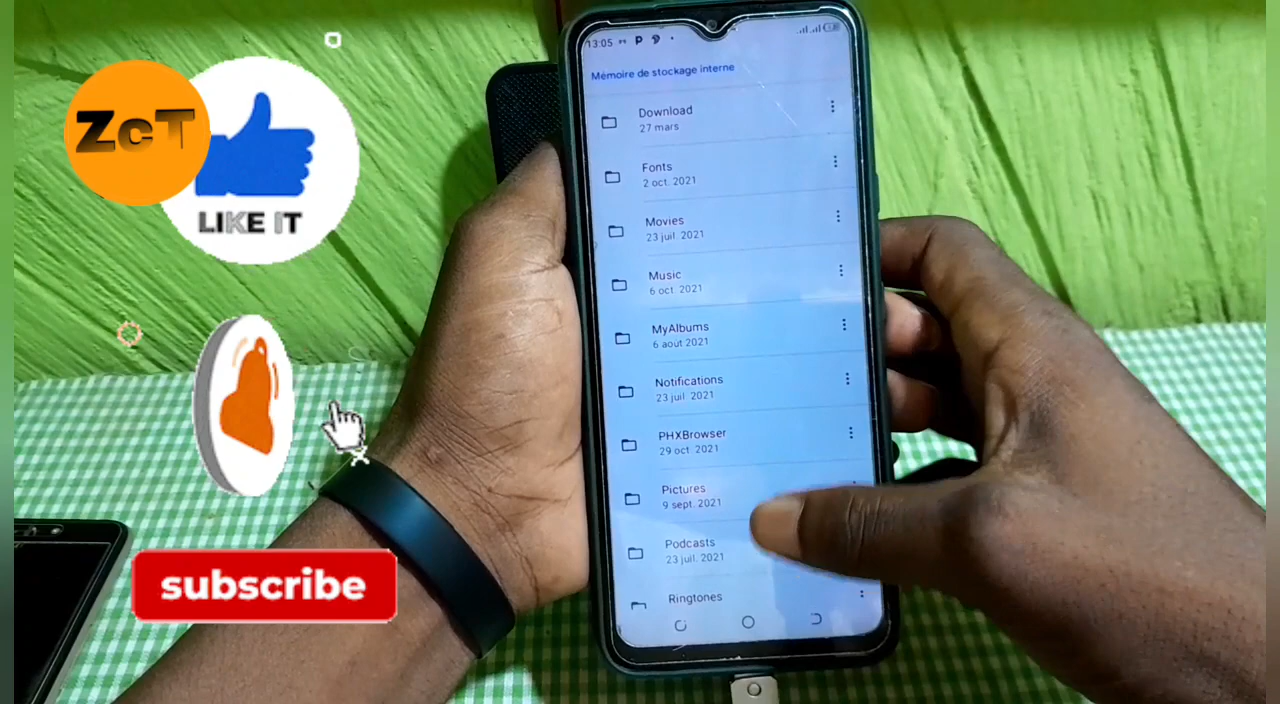 ZcT
LIKE IT
subscribe
13:05
Mémoire de stockage interne
Download
27 mars
Fonts
2 oct. 2021
Movies
23 juil. 2021
Music
6 oct. 2021
MyAlbums
6 août 2021
Notifications
23 juil. 2021
PHXBrowser
29 oct. 2021
Pictures
9 sept. 2021
Podcasts
23 juil. 2021
Ringtones